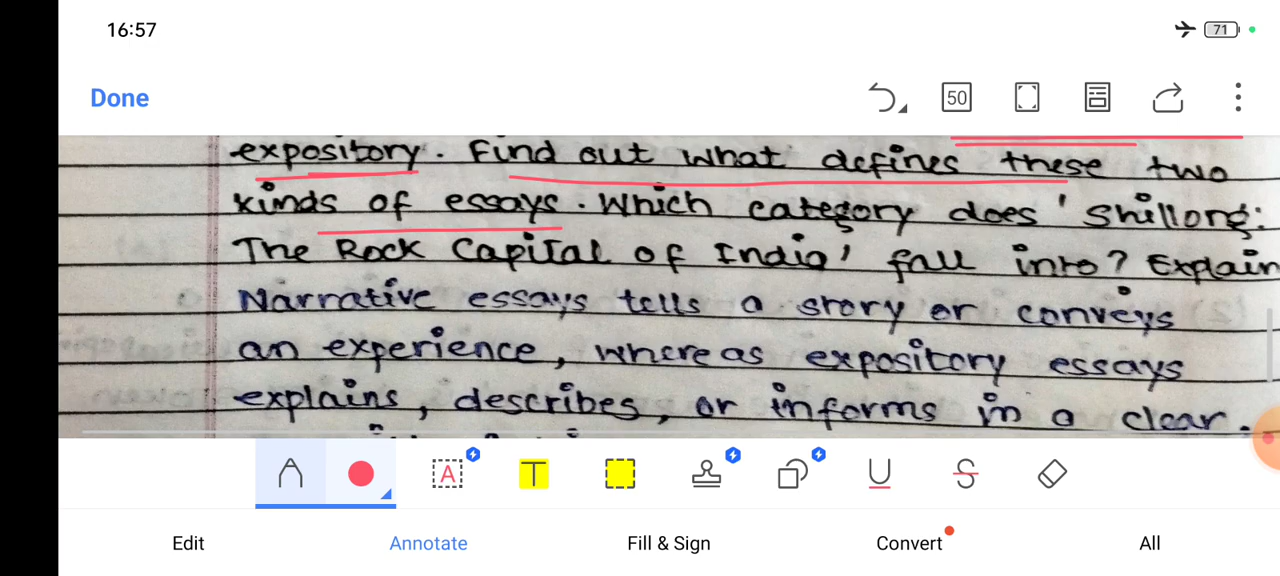 16:57
71
Done
50
expository. Find out what defines these two
kinds of essays. Which category does 'Shillong:
The Rock Capital of India' fall into? Explain
Narrative essays tells a story or conveys
an experience, whereas expository essays
explains, describes, or informs in a clear.
A
T
U
S
Edit
Annotate
Fill & Sign
Convert
All